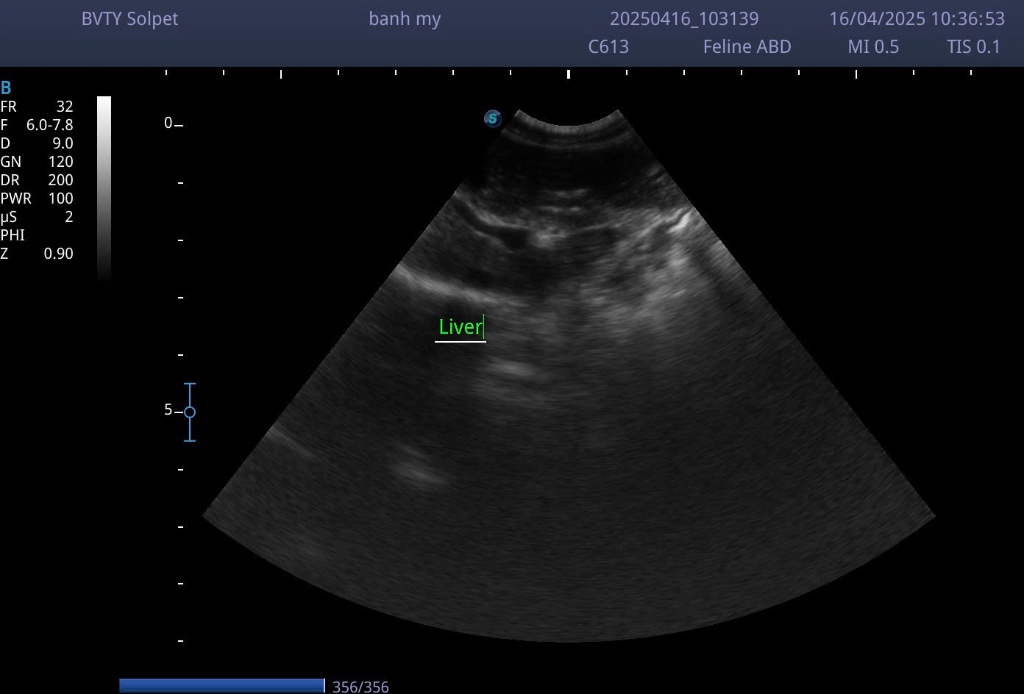 BVTY Solpet banh my 20250416_103139 16/04/2025 10:36:53
C613 Feline ABD MI 0.5 TIS 0.1
B
FR 32
F 6.0-7.8
D 9.0
GN 120
DR 200
PWR 100
µS 2
PHI
Z 0.90
S
0
Liver
5
356/356